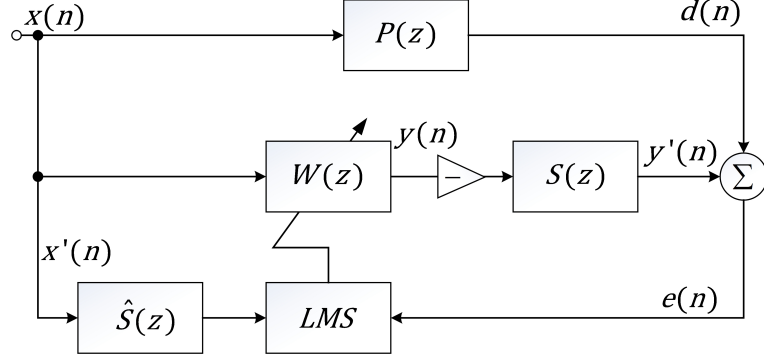 x(n)
P(z)
d(n)
W(z)
y(n)
−
S(z)
y'(n)
Σ
x'(n)
Ŝ(z)
LMS
e(n)